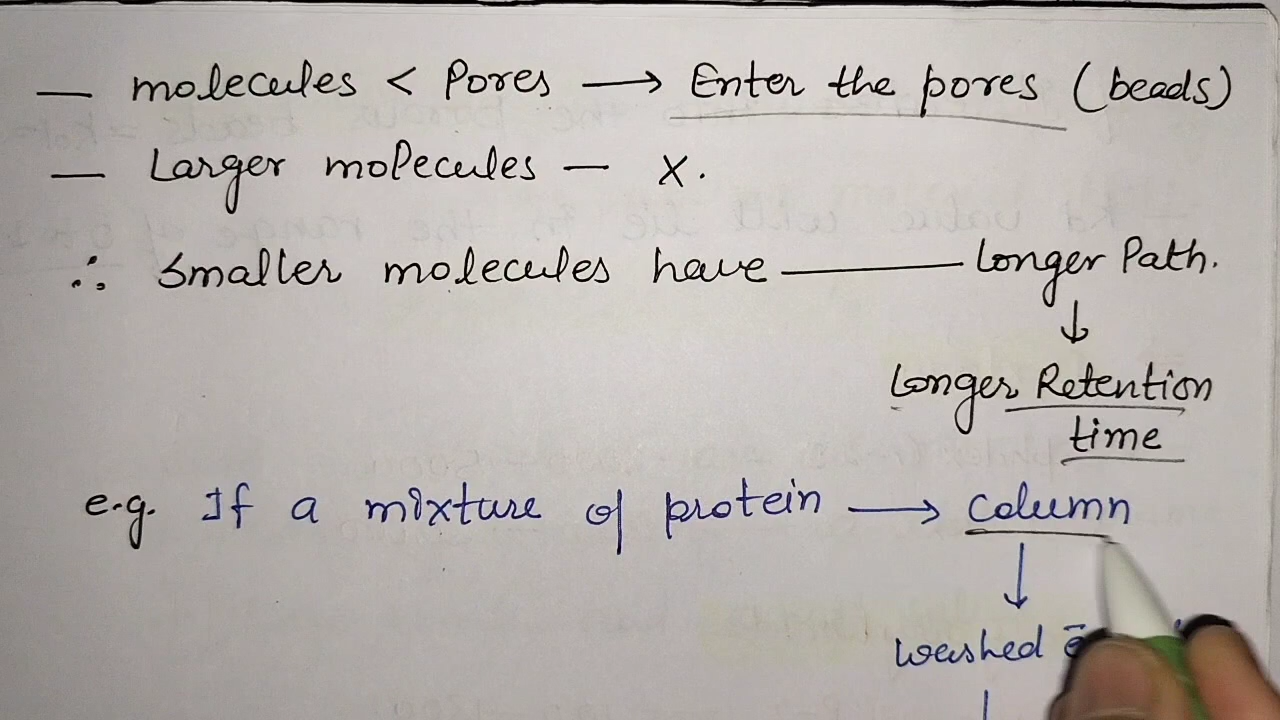 — molecules < Pores → Enter the pores (beads)
— Larger molecules — X.
∴ Smaller molecules have — Longer Path.
↓
Longer Retention
time
e.g. If a mixture of protein → column
↓
washed